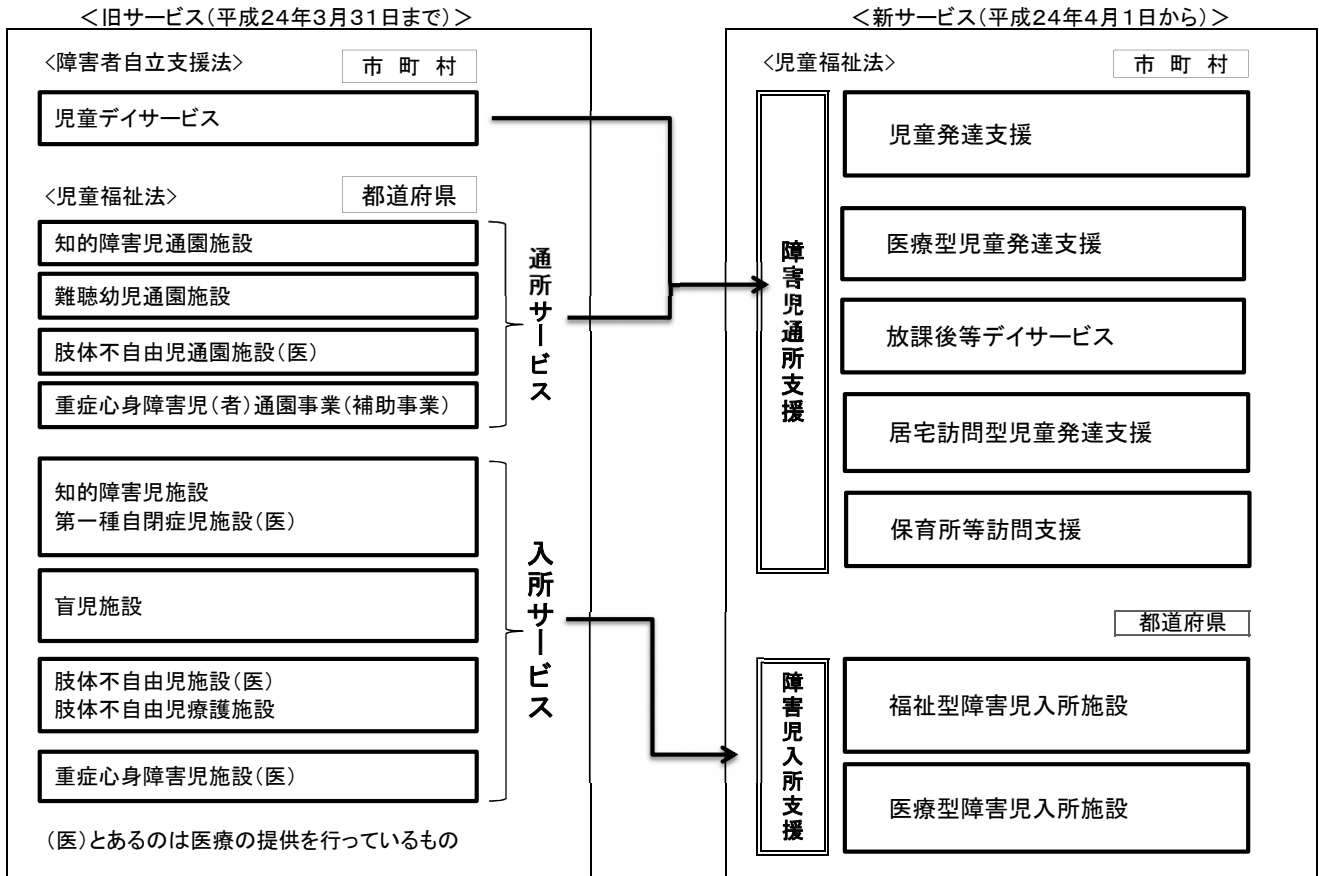 ＜旧サービス（平成２４年３月３１日まで）＞
<障害者自立支援法>
市 町 村
児童デイサービス
<児童福祉法>
都道府県
知的障害児通園施設
難聴幼児通園施設
肢体不自由児通園施設（医）
重症心身障害児（者）通園事業（補助事業）
通所サービス
知的障害児施設
第一種自閉症児施設（医）
盲児施設
肢体不自由児施設（医）
肢体不自由児療護施設
重症心身障害児施設（医）
入所サービス
（医）とあるのは医療の提供を行っているもの
＜新サービス（平成２４年４月１日から）＞
<児童福祉法>
市 町 村
障害児通所支援
児童発達支援
医療型児童発達支援
放課後等デイサービス
居宅訪問型児童発達支援
保育所等訪問支援
都道府県
障害児入所支援
福祉型障害児入所施設
医療型障害児入所施設